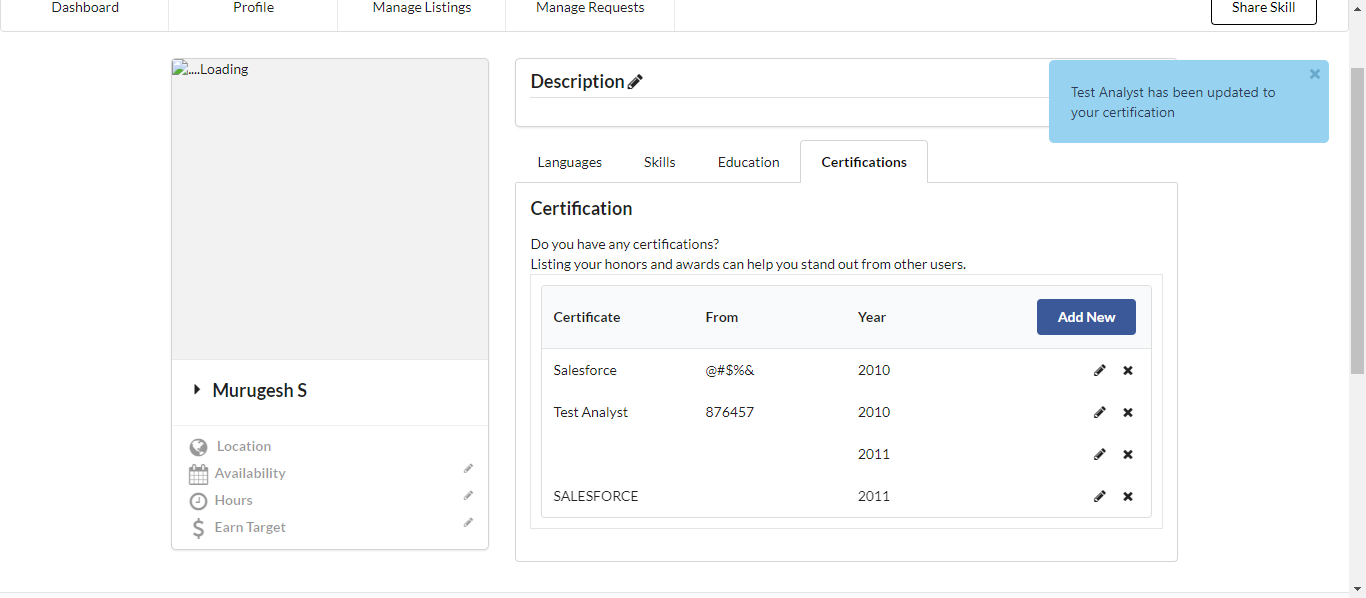 Dashboard
Profile
Manage Listings
Manage Requests
Share Skill
....Loading
Murugesh S
Location
Availability
Hours
Earn Target
Description
Test Analyst has been updated to
your certification
Languages
Skills
Education
Certifications
Certification
Do you have any certifications?
Listing your honors and awards can help you stand out from other users.
Certificate From Year Add New
Salesforce @#$%& 2010
Test Analyst 876457 2010
2011
SALESFORCE 2011